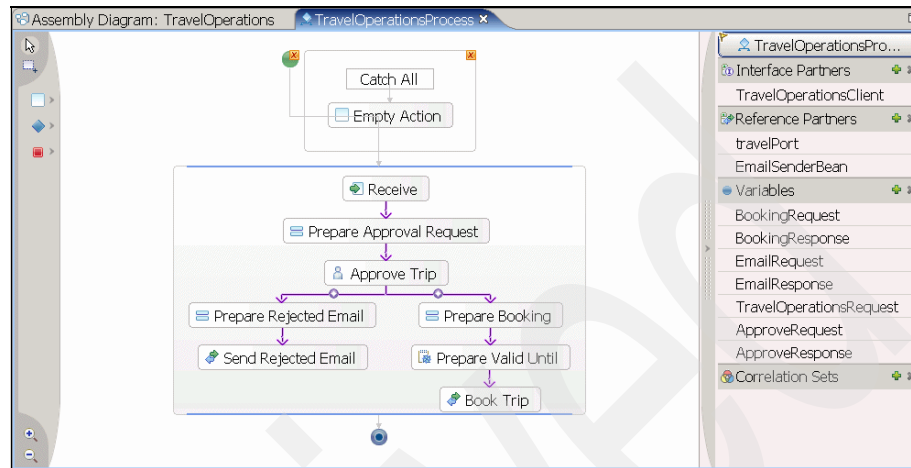 Assembly Diagram: TravelOperations
TravelOperationsProcess
Catch All
Empty Action
Receive
Prepare Approval Request
Approve Trip
Prepare Rejected Email
Prepare Booking
Send Rejected Email
Prepare Valid Until
Book Trip
TravelOperationsPro...
Interface Partners
TravelOperationsClient
Reference Partners
travelPort
EmailSenderBean
Variables
BookingRequest
BookingResponse
EmailRequest
EmailResponse
TravelOperationsRequest
ApproveRequest
ApproveResponse
Correlation Sets